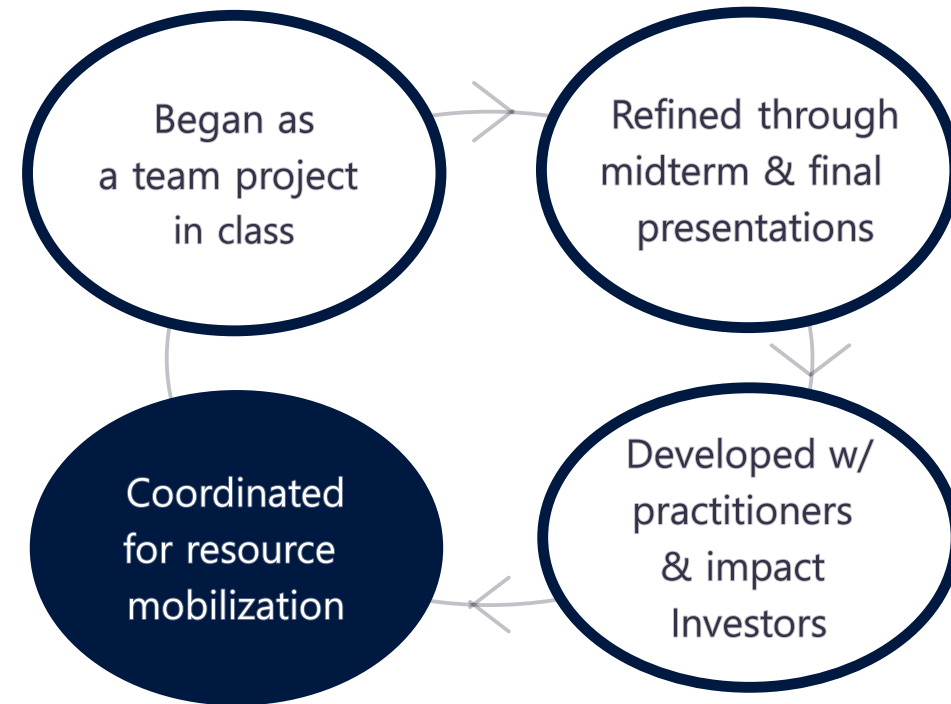 Began as
a team project
in class
Refined through
midterm & final
presentations
Developed w/
practitioners
& impact
Investors
Coordinated
for resource
mobilization